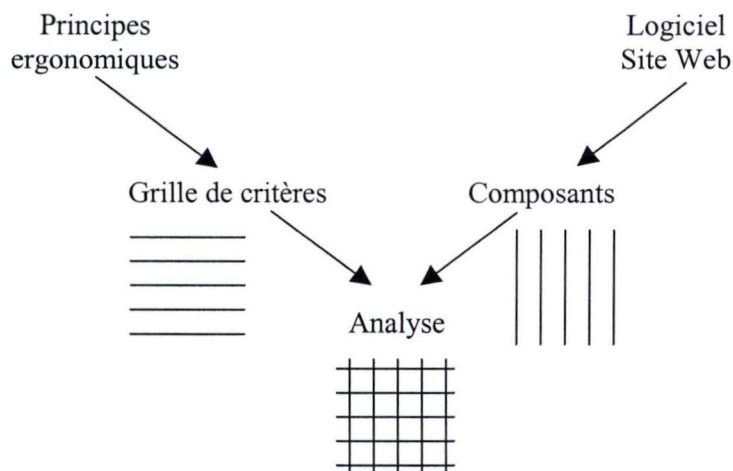 Principes
ergonomiques
Logiciel
Site Web
Grille de critères
Composants
Analyse